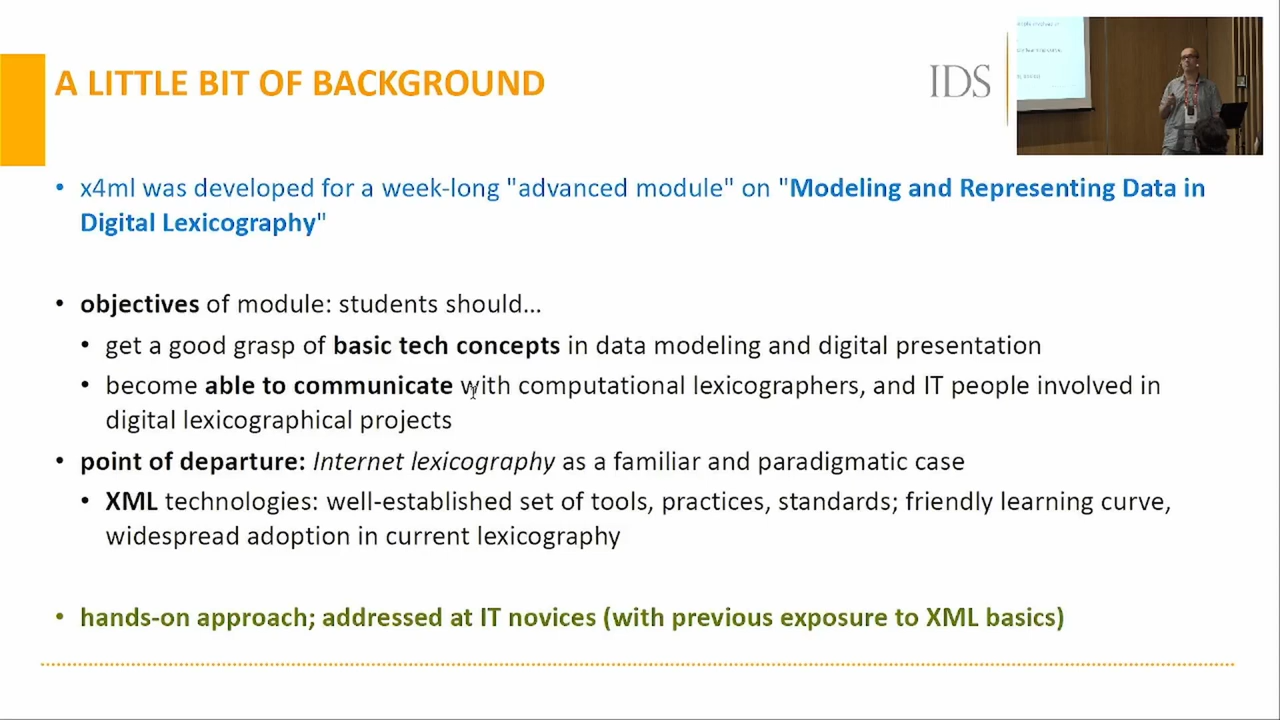 A LITTLE BIT OF BACKGROUND
IDS
• x4ml was developed for a week-long "advanced module" on "Modeling and Representing Data in
Digital Lexicography"
• objectives of module: students should…
• get a good grasp of basic tech concepts in data modeling and digital presentation
• become able to communicate with computational lexicographers, and IT people involved in
digital lexicographical projects
• point of departure: Internet lexicography as a familiar and paradigmatic case
• XML technologies: well-established set of tools, practices, standards; friendly learning curve,
widespread adoption in current lexicography
• hands-on approach; addressed at IT novices (with previous exposure to XML basics)